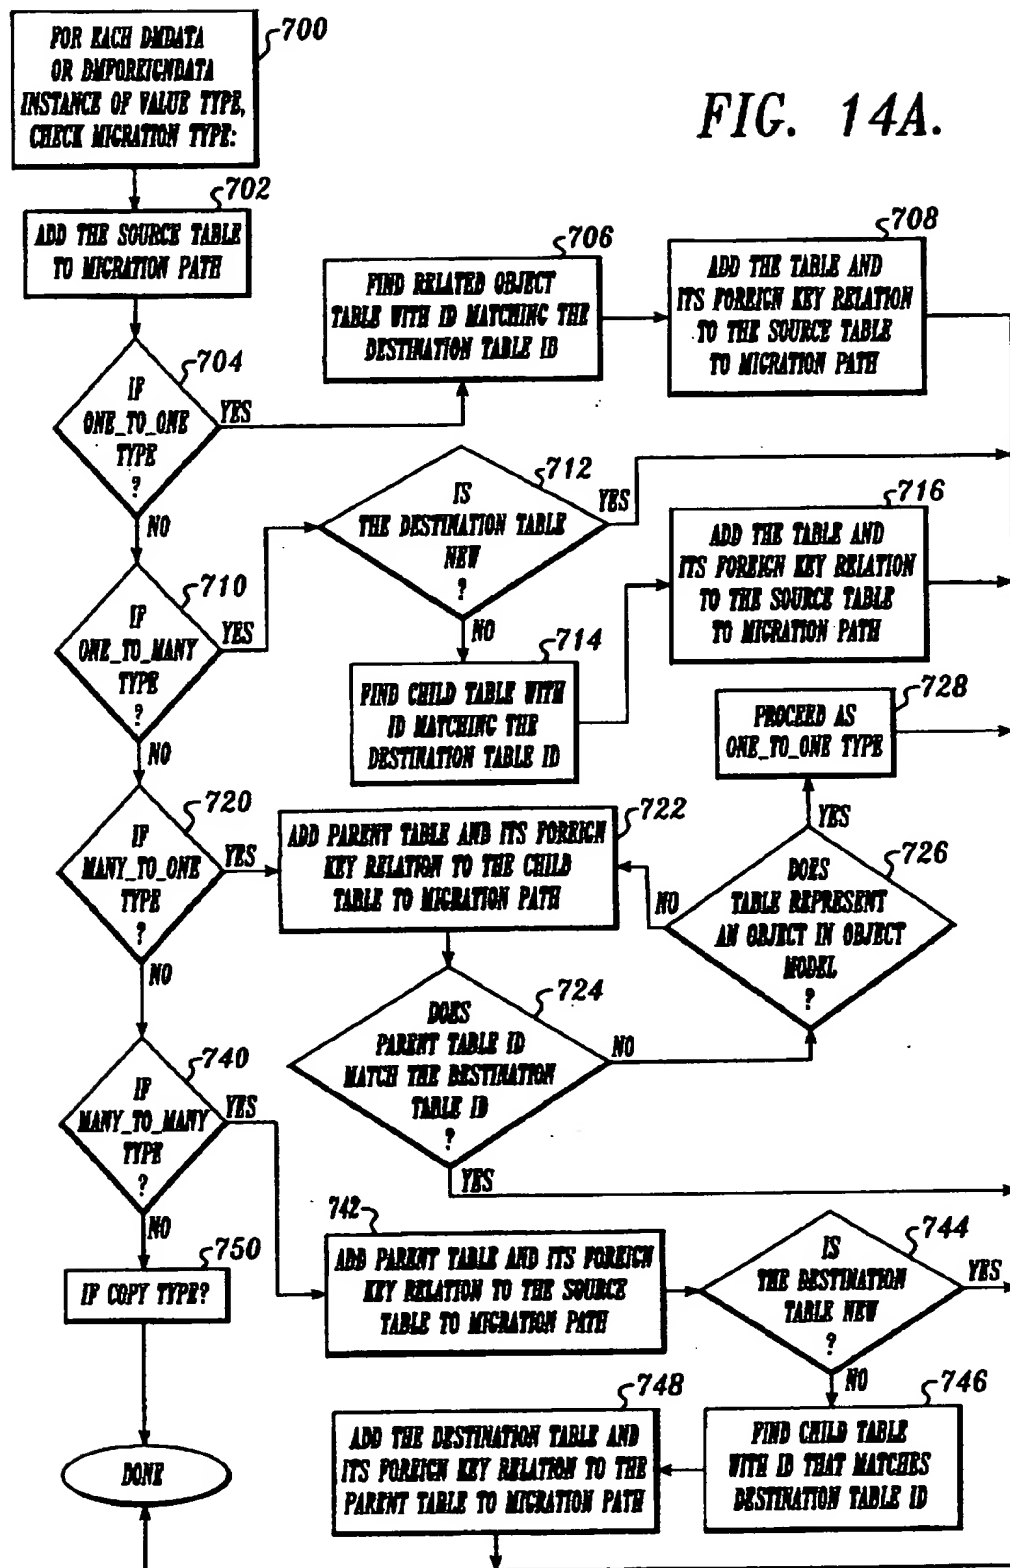 FOR EACH DMDATA
OR DMFOREIGNDATA
INSTANCE OF VALUE TYPE,
CHECK MIGRATION TYPE:
700
FIG. 14A.
702
ADD THE SOURCE TABLE
TO MIGRATION PATH
704
IF
ONE_TO_ONE
TYPE
?
YES
NO
706
FIND RELATED OBJECT
TABLE WITH ID MATCHING THE
DESTINATION TABLE ID
708
ADD THE TABLE AND
ITS FOREIGN KEY RELATION
TO THE SOURCE TABLE
TO MIGRATION PATH
710
IF
ONE_TO_MANY
TYPE
?
YES
NO
712
IS
THE DESTINATION TABLE
NEW
?
YES
NO
714
FIND CHILD TABLE WITH
ID MATCHING THE
DESTINATION TABLE ID
716
ADD THE TABLE AND
ITS FOREIGN KEY RELATION
TO THE SOURCE TABLE
TO MIGRATION PATH
720
IF
MANY_TO_ONE
TYPE
?
YES
NO
722
ADD PARENT TABLE AND ITS FOREIGN
KEY RELATION TO THE CHILD
TABLE TO MIGRATION PATH
724
DOES
PARENT TABLE ID
MATCH THE DESTINATION
TABLE ID
?
NO
YES
726
DOES
TABLE REPRESENT
AN OBJECT IN OBJECT
MODEL
?
NO
YES
728
PROCEED AS
ONE_TO_ONE TYPE
740
IF
MANY_TO_MANY
TYPE
?
YES
NO
742
ADD PARENT TABLE AND ITS FOREIGN
KEY RELATION TO THE SOURCE
TABLE TO MIGRATION PATH
744
IS
THE DESTINATION
TABLE NEW
?
YES
NO
746
FIND CHILD TABLE
WITH ID THAT MATCHES
DESTINATION TABLE ID
748
ADD THE DESTINATION TABLE AND
ITS FOREIGN KEY RELATION TO THE
PARENT TABLE TO MIGRATION PATH
750
IF COPY TYPE?
DONE